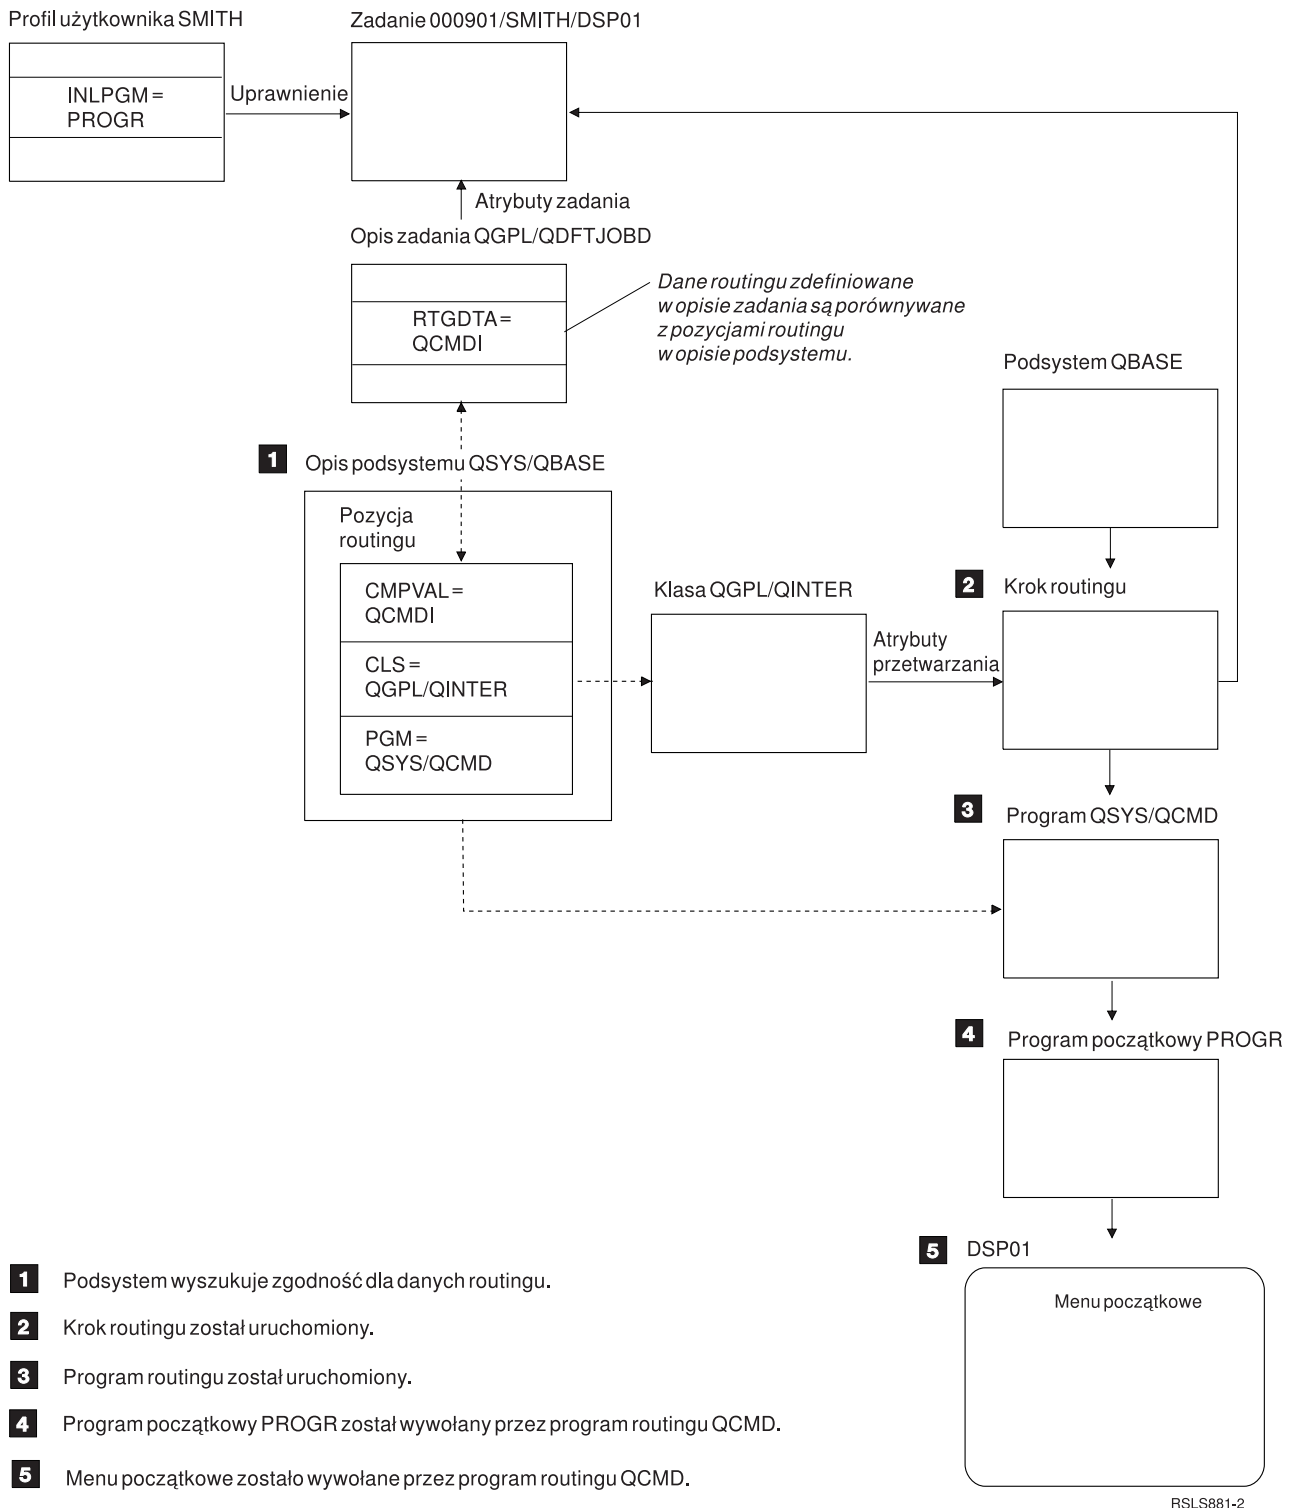 Profil użytkownika SMITH
Zadanie 000901/SMITH/DSP01
INLPGM=
PROGR
Uprawnienie
Atrybuty zadania
Opis zadania QGPL/QDFTJOBD
RTGDTA=
QCMDI
Dane routingu zdefiniowane
w opisie zadania są porównywane
z pozycjami routingu
w opisie podsystemu.
Podsystem QBASE
1 Opis podsystemu QSYS/QBASE
Pozycja
routingu
CMPVAL=
QCMDI
CLS=
QGPL/QINTER
PGM=
QSYS/QCMD
Klasa QGPL/QINTER
Atrybuty
przetwarzania
2 Krok routingu
3 Program QSYS/QCMD
4 Program początkowy PROGR
5 DSP01
Menu początkowe
1 Podsystem wyszukuje zgodność dla danych routingu.
2 Krok routingu został uruchomiony.
3 Program routingu został uruchomiony.
4 Program początkowy PROGR został wywołany przez program routingu QCMD.
5 Menu początkowe zostało wywołane przez program routingu QCMD.
RSLS881-2